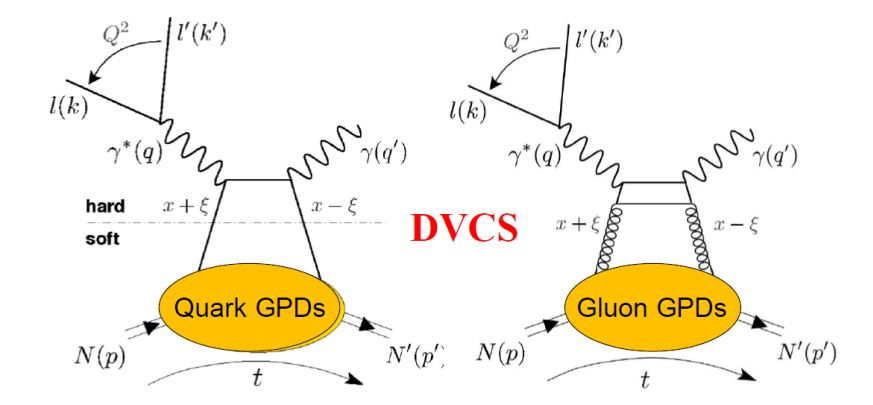 Q² l′(k′)
l(k)
γ*(q) γ(q′)
hard x + ξ x − ξ
soft
Quark GPDs
N(p) N′(p′)
t
DVCS
Q² l′(k′)
l(k)
γ*(q) γ(q′)
x + ξ x − ξ
Gluon GPDs
N(p) N′(p′)
t